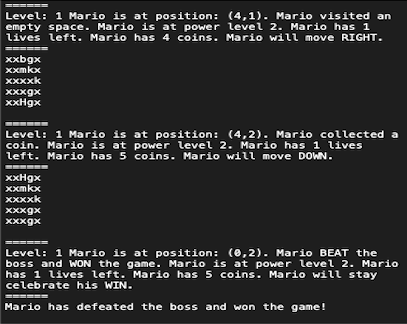 ======
Level: 1 Mario is at position: (4,1). Mario visited an
empty space. Mario is at power level 2. Mario has 1
lives left. Mario has 4 coins. Mario will move RIGHT.
======
xxbgx
xxmkx
xxxxk
xxxgx
xxHgx
======
Level: 1 Mario is at position: (4,2). Mario collected a
coin. Mario is at power level 2. Mario has 1 lives
left. Mario has 5 coins. Mario will move DOWN.
======
xxHgx
xxmkx
xxxxk
xxxgx
xxxgx
======
Level: 1 Mario is at position: (0,2). Mario BEAT the
boss and WON the game. Mario is at power level 2. Mario
has 1 lives left. Mario has 5 coins. Mario will stay
celebrate his WIN.
======
Mario has defeated the boss and won the game!